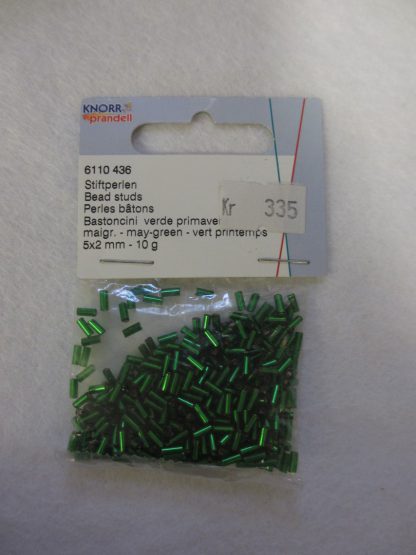 KNORR
prandell
6110 436
Stiftperlen
Bead studs
Perles bâtons
Bastoncini verde primaver
maigr. - may-green - vert printemps
5x2 mm - 10 g
Kr 335